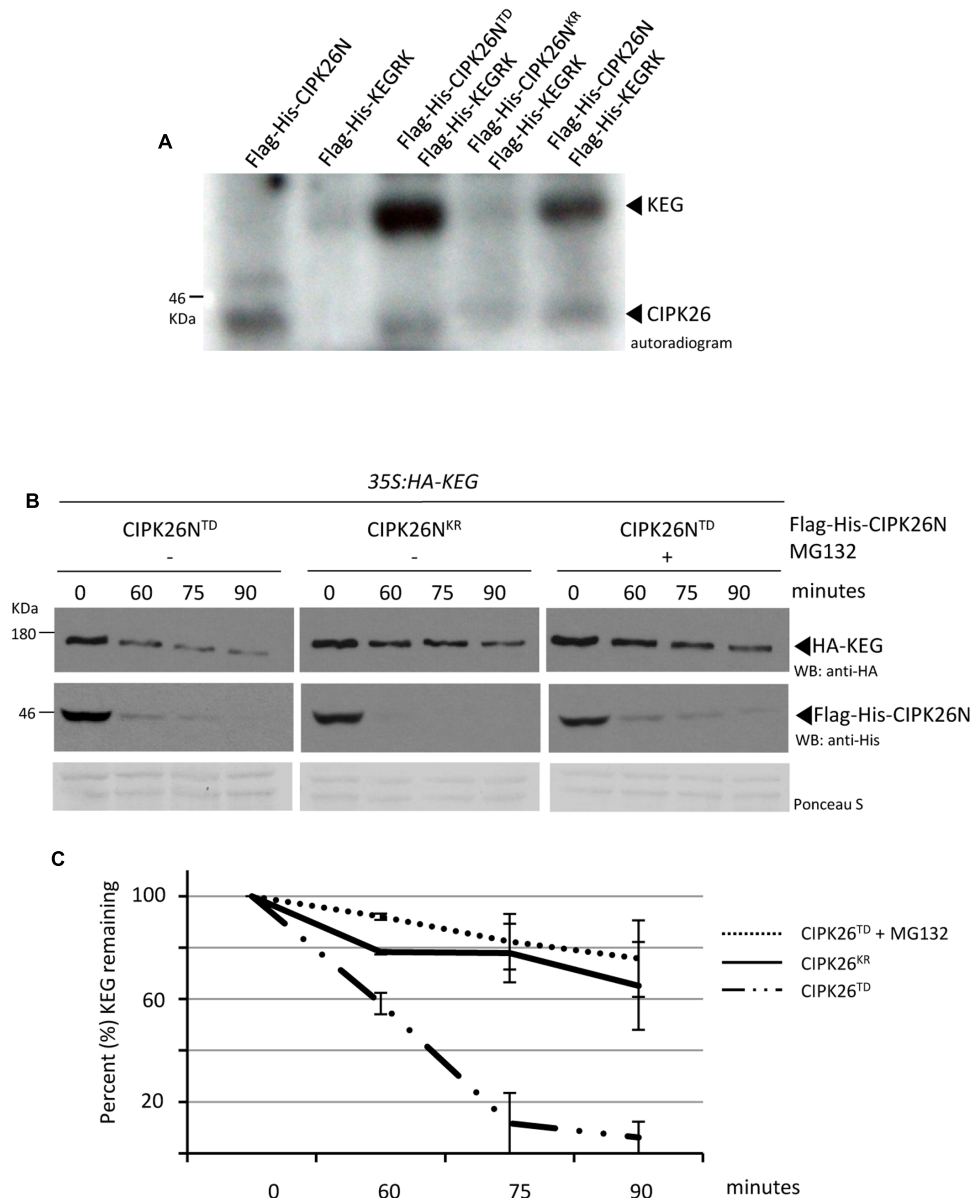 A
Flag-His-CIPK26N
Flag-His-KEGRK
Flag-His-CIPK26Nᵀᴰ
Flag-His-KEGRK
Flag-His-CIPK26Nᴷᴿ
Flag-His-KEGRK
Flag-His-CIPK26N
Flag-His-KEGRK
KEG
46
KDa
CIPK26
autoradiogram
B
35S:HA-KEG
CIPK26Nᵀᴰ CIPK26Nᴷᴿ CIPK26Nᵀᴰ Flag-His-CIPK26N
- - + MG132
0 60 75 90 0 60 75 90 0 60 75 90 minutes
KDa
180
HA-KEG
WB: anti-HA
46
Flag-His-CIPK26N
WB: anti-His
Ponceau S
C
Percent (%) KEG remaining
100
60
20
0 60 75 90 minutes
CIPK26ᵀᴰ + MG132
CIPK26ᴷᴿ
CIPK26ᵀᴰ